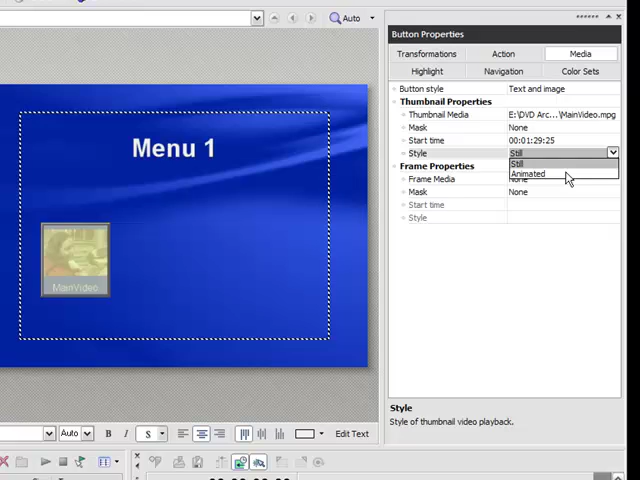 Auto
Button Properties
Transformations Action Media
Highlight Navigation Color Sets
Button style Text and image
Thumbnail Properties
Thumbnail Media E:\DVD Arc...\MainVideo.mpg
Mask None
Start time 00:01:29:25
Style Still
Still
Animated
Frame Properties
Frame Media None
Mask None
Start time
Style
Menu 1
MainVideo
Style
Style of thumbnail video playback.
Auto B I S Edit Text